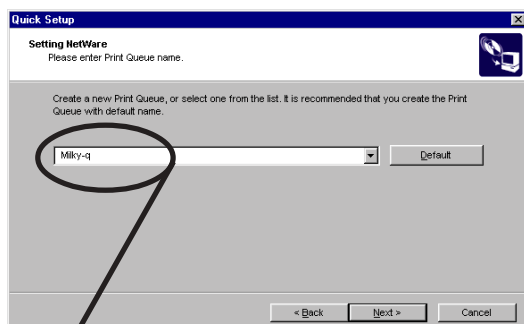 Quick Setup
Setting NetWare
Please enter Print Queue name.
Create a new Print Queue, or select one from the list. It is recommended that you create the Print
Queue with default name.
Milky-q
Default
< Back
Next >
Cancel